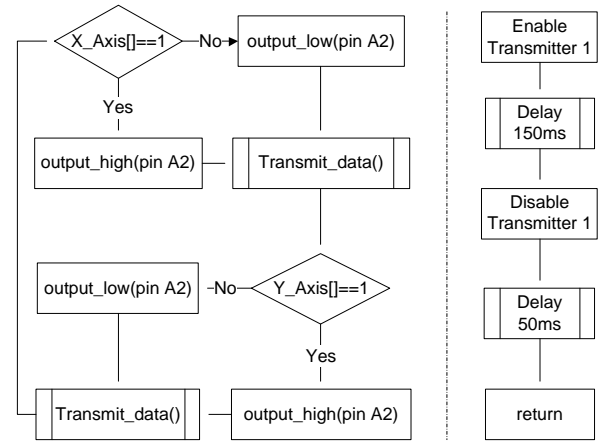 X_Axis[]==1
No
output_low(pin A2)
Yes
output_high(pin A2)
Transmit_data()
output_low(pin A2)
No
Y_Axis[]==1
Yes
Transmit_data()
output_high(pin A2)
Enable
Transmitter 1
Delay
150ms
Disable
Transmitter 1
Delay
50ms
return